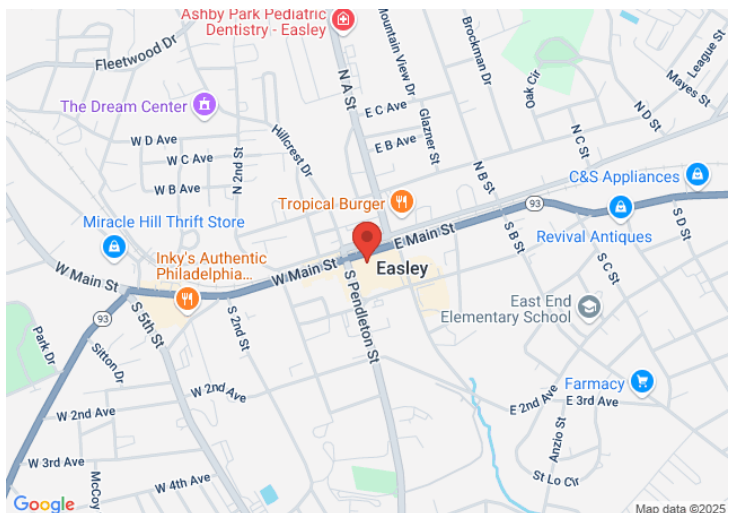 Ashby Park Pediatric
Dentistry - Easley
Fleetwood Dr
N A St
Mountain View Dr
Brockman Dr
Oak Cir
League St
Mayes St
The Dream Center
E C Ave
Glazner St
N C St
N D St
W D Ave
Hillcrest Dr
E B Ave
W C Ave
N 2nd St
N B St
W B Ave
C&S Appliances
Tropical Burger
93
Miracle Hill Thrift Store
E Main St
S B St
Revival Antiques
S D St
Inky's Authentic
Philadelphia...
W Main St
W Main St
Easley
S C St
S Pendleton St
93
S 5th St
S 2nd St
East End
Elementary School
Park Dr
Sitton Dr
W 2nd Ave
Farmacy
W 2nd Ave
E 2nd Ave
E 3rd Ave
Anzio St
W 3rd Ave
McCoy
W 4th Ave
St Lo Cir
Google
Map data ©2025